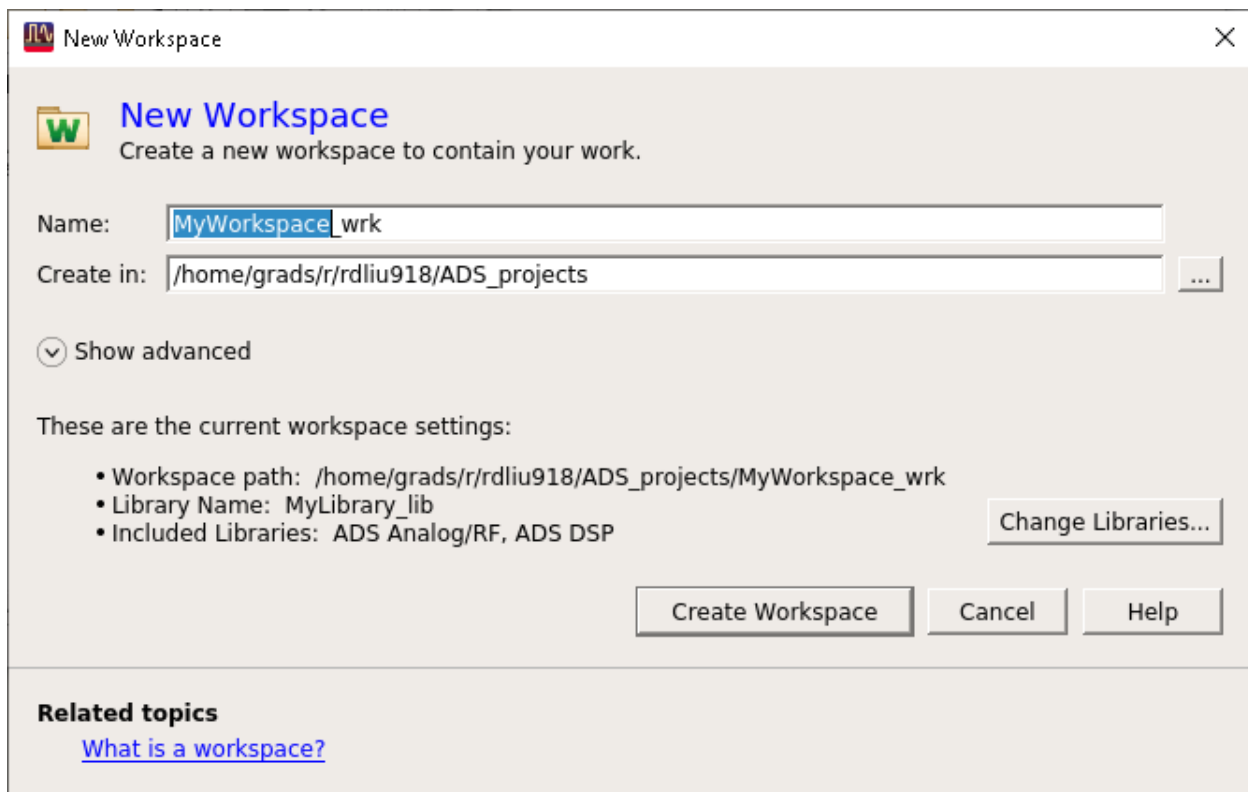 New Workspace
New Workspace
Create a new workspace to contain your work.
Name: MyWorkspace_wrk
Create in: /home/grads/r/rdliu918/ADS_projects ...
Show advanced
These are the current workspace settings:
• Workspace path: /home/grads/r/rdliu918/ADS_projects/MyWorkspace_wrk
• Library Name: MyLibrary_lib
• Included Libraries: ADS Analog/RF, ADS DSP
Change Libraries...
Create Workspace Cancel Help
Related topics
What is a workspace?